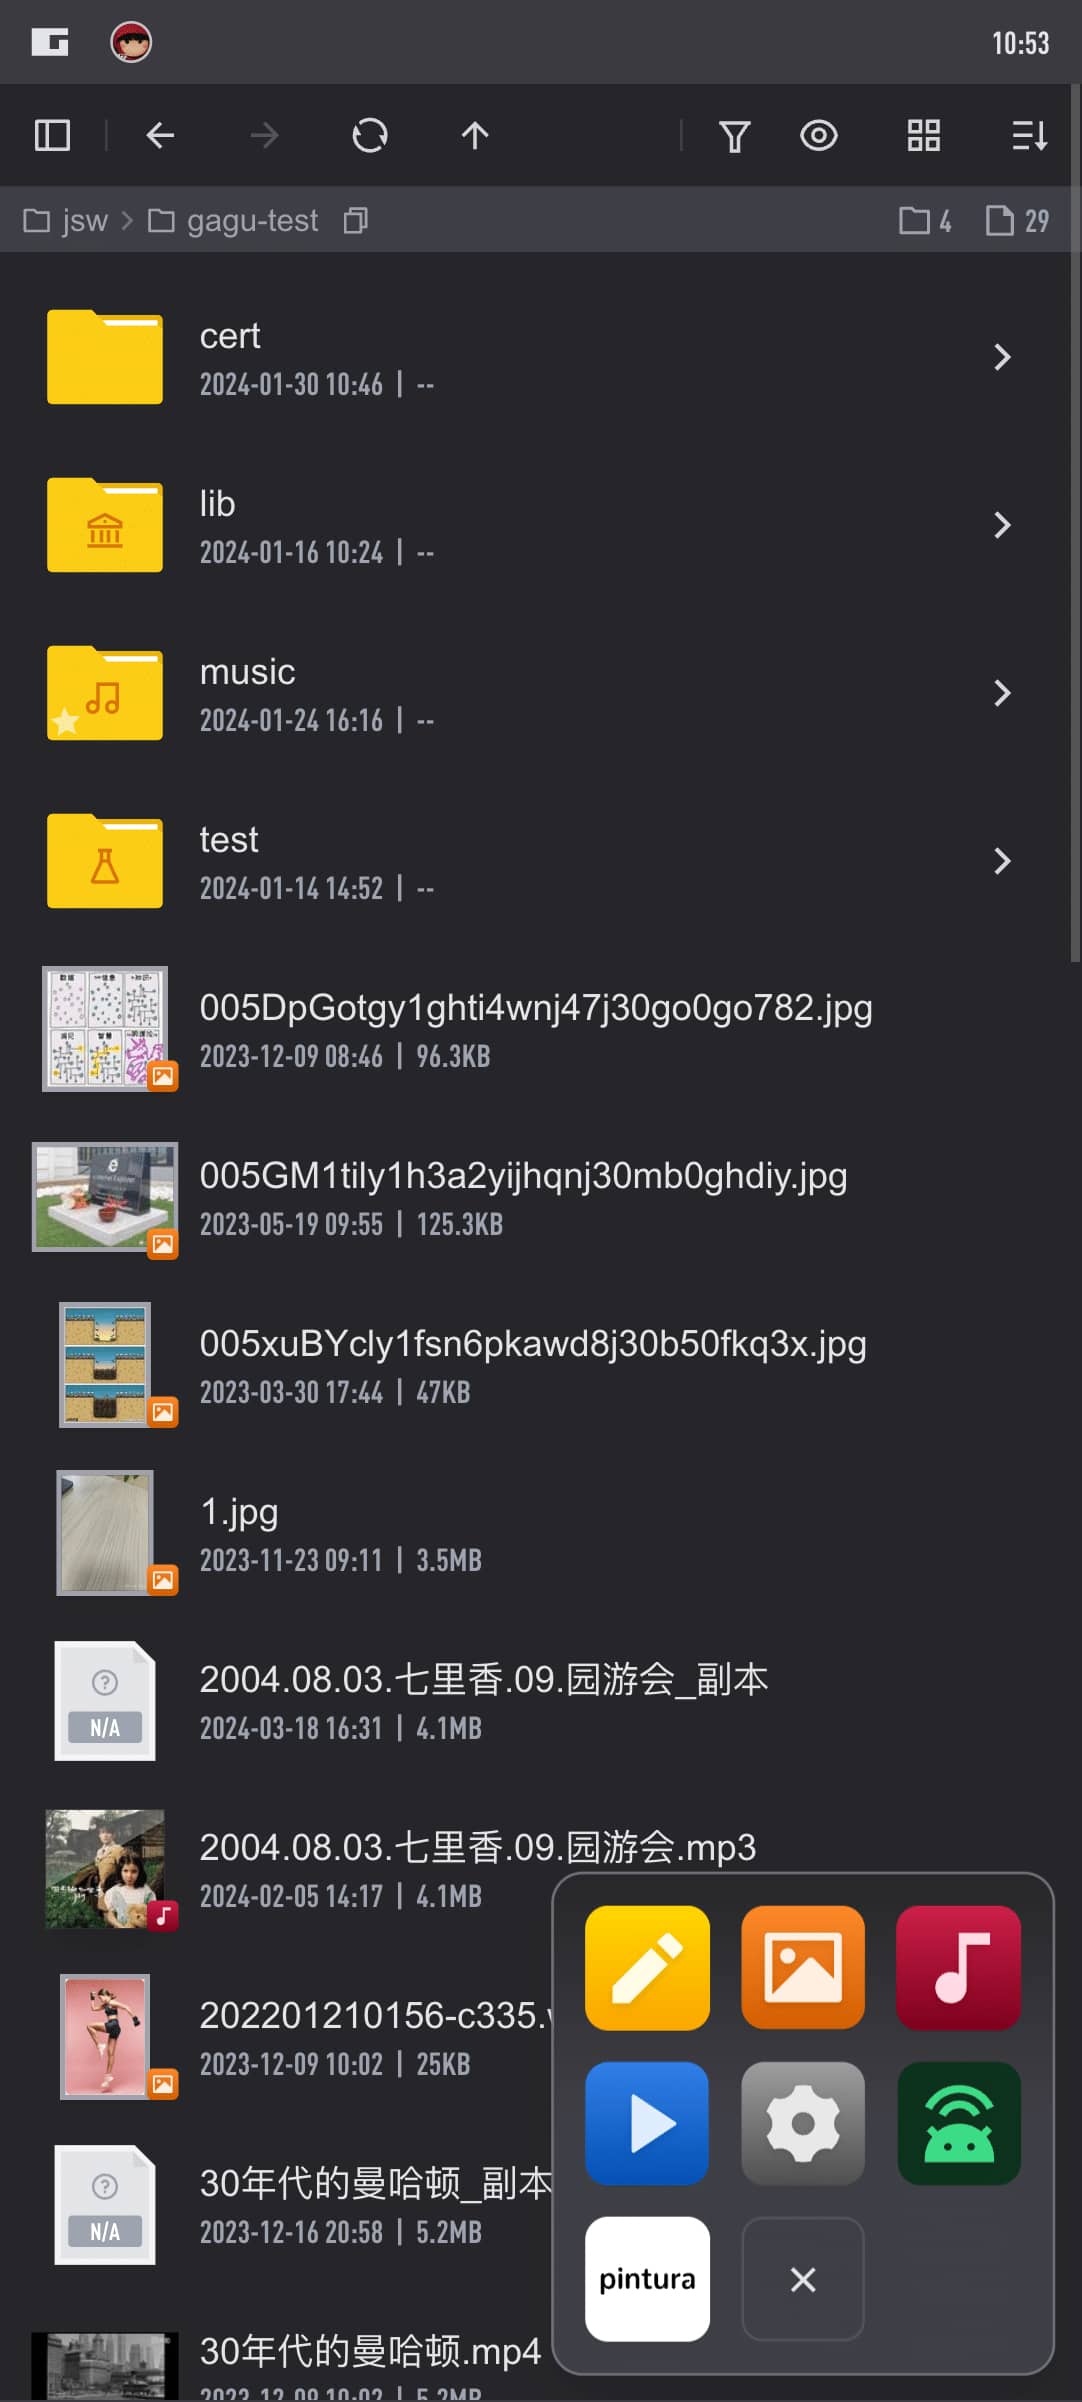 10:53
jsw > gagu-test 4 29
cert
2024-01-30 10:46 | --
lib
2024-01-16 10:24 | --
music
2024-01-24 16:16 | --
test
2024-01-14 14:52 | --
005DpGotgy1ghti4wnj47j30go0go782.jpg
2023-12-09 08:46 | 96.3KB
005GM1tily1h3a2yijhqnj30mb0ghdiy.jpg
2023-05-19 09:55 | 125.3KB
005xuBYcly1fsn6pkawd8j30b50fkq3x.jpg
2023-03-30 17:44 | 47KB
1.jpg
2023-11-23 09:11 | 3.5MB
N/A
2004.08.03.七里香.09.园游会_副本
2024-03-18 16:31 | 4.1MB
2004.08.03.七里香.09.园游会.mp3
2024-02-05 14:17 | 4.1MB
202201210156-c335.
2023-12-09 10:02 | 25KB
N/A
30年代的曼哈顿_副本
2023-12-16 20:58 | 5.2MB
pintura
30年代的曼哈顿.mp4
2023-12-09 10:02 | 5.2MB